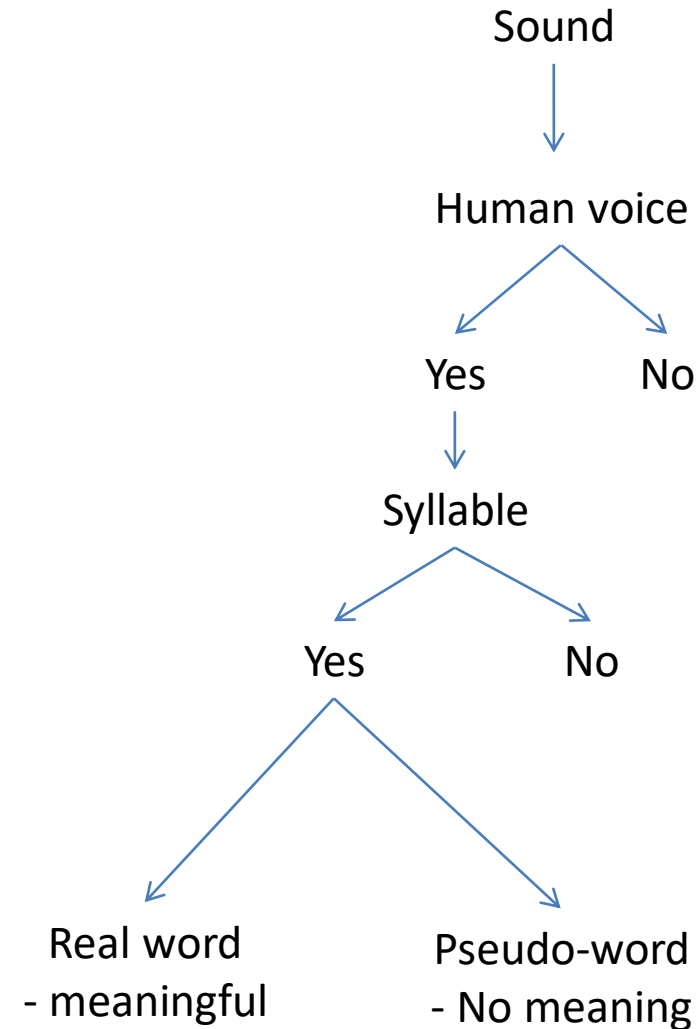 Sound
Human voice
Yes
No
Syllable
Yes
No
Real word
- meaningful
Pseudo-word
- No meaning